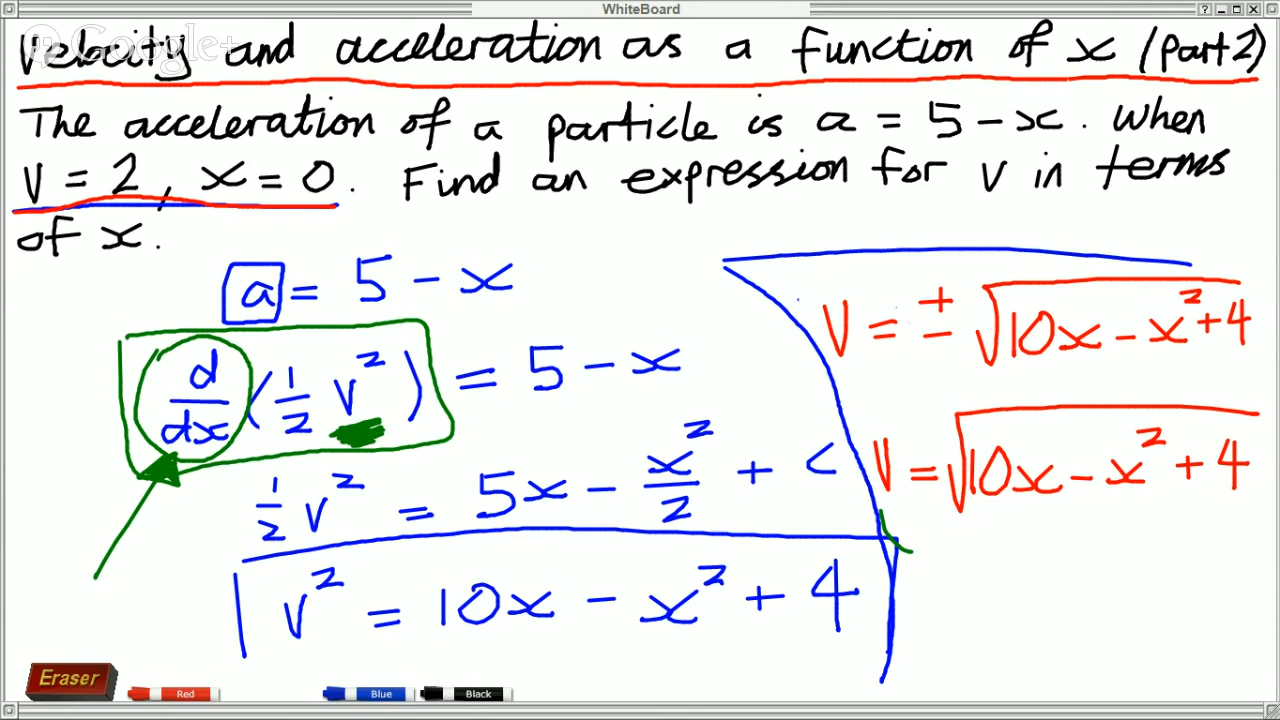 WhiteBoard
Google+
Velocity and acceleration as a function of x (part 2)
The acceleration of a particle is a = 5 - x. When
v = 2, x = 0. Find an expression for v in terms
of x.
a = 5 - x
d/dx (1/2 v²) = 5 - x
1/2 v² = 5x - x²/2 + c
v² = 10x - x² + 4
V = ± √(10x - x² + 4)
V = √(10x - x² + 4)
Eraser
Red Blue Black